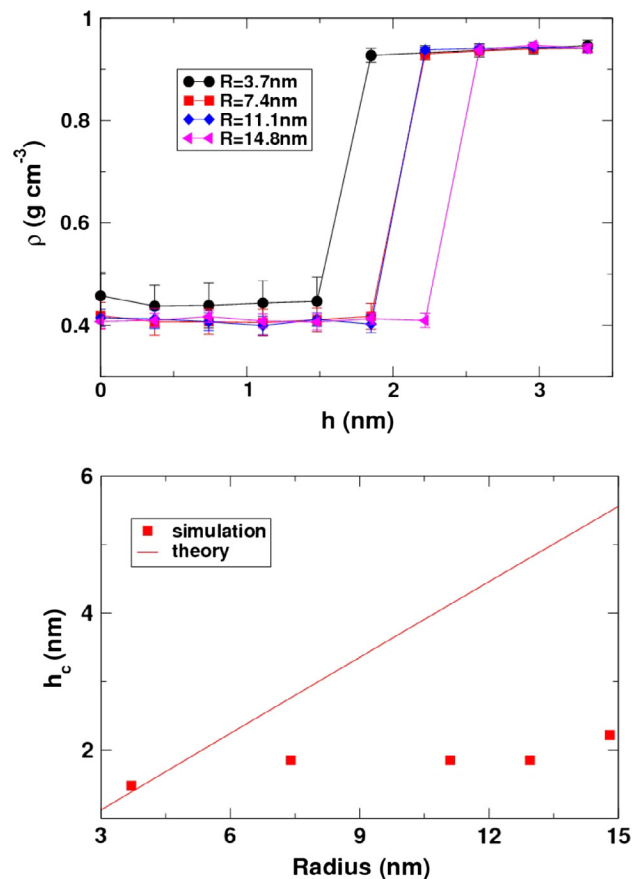 1
0.8
0.6
0.4
ρ (g cm⁻³)
R=3.7nm
R=7.4nm
R=11.1nm
R=14.8nm
0
1
2
3
h (nm)
6
4
2
h_c (nm)
simulation
theory
3
6
9
12
15
Radius (nm)